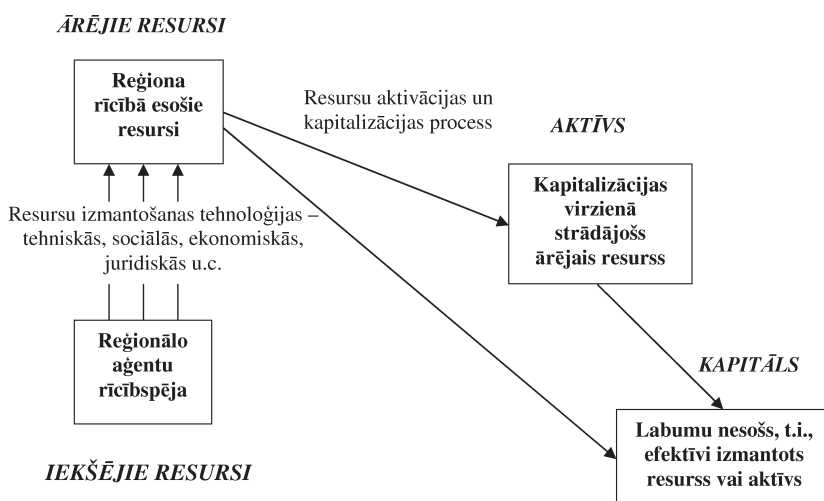 ĀRĒJIE RESURSI
Reģiona
rīcībā esošie
resursi
Resursu aktivācijas un
kapitalizācijas process
AKTĪVS
Kapitalizācijas
virzienā
strādājošs
ārējais resurss
Resursu izmantošanas tehnoloģijas –
tehniskās, sociālās, ekonomiskās,
juridiskās u.c.
Reģionālo
aģentu
rīcībspēja
IEKŠĒJIE RESURSI
KAPITĀLS
Labumu nesošs, t.i.,
efektīvi izmantots
resurss vai aktīvs